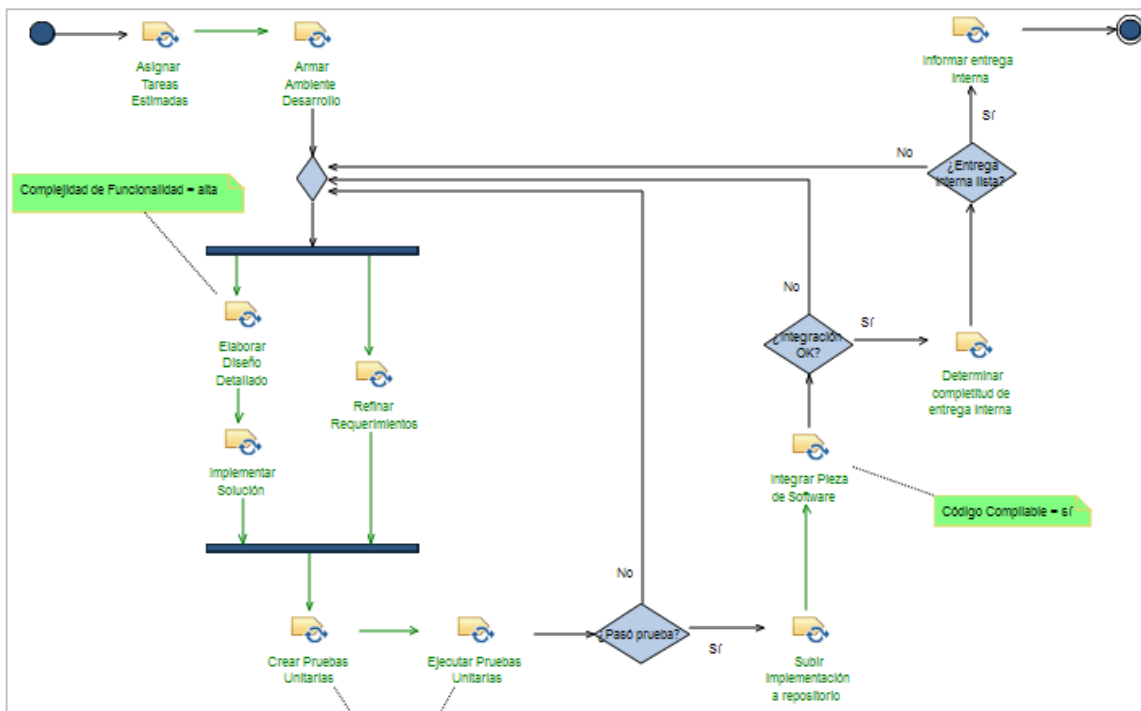 Asignar
Tareas
Estimadas
Armar
Ambiente
Desarrollo
Informar entrega
Interna
Sí
No
¿Entrega
Interna lista?
Complejidad de Funcionalidad = alta
No
¿Integración
OK?
Sí
Elaborar
Diseño
Detallado
Refinar
Requerimientos
Determinar
completitud de
entrega Interna
Implementar
Solución
Integrar Pieza
de Software
Código Compilable = sí
No
¿Pasó prueba?
Sí
Crear Pruebas
Unitarias
Ejecutar Pruebas
Unitarias
Subir
Implementación
a repositorio